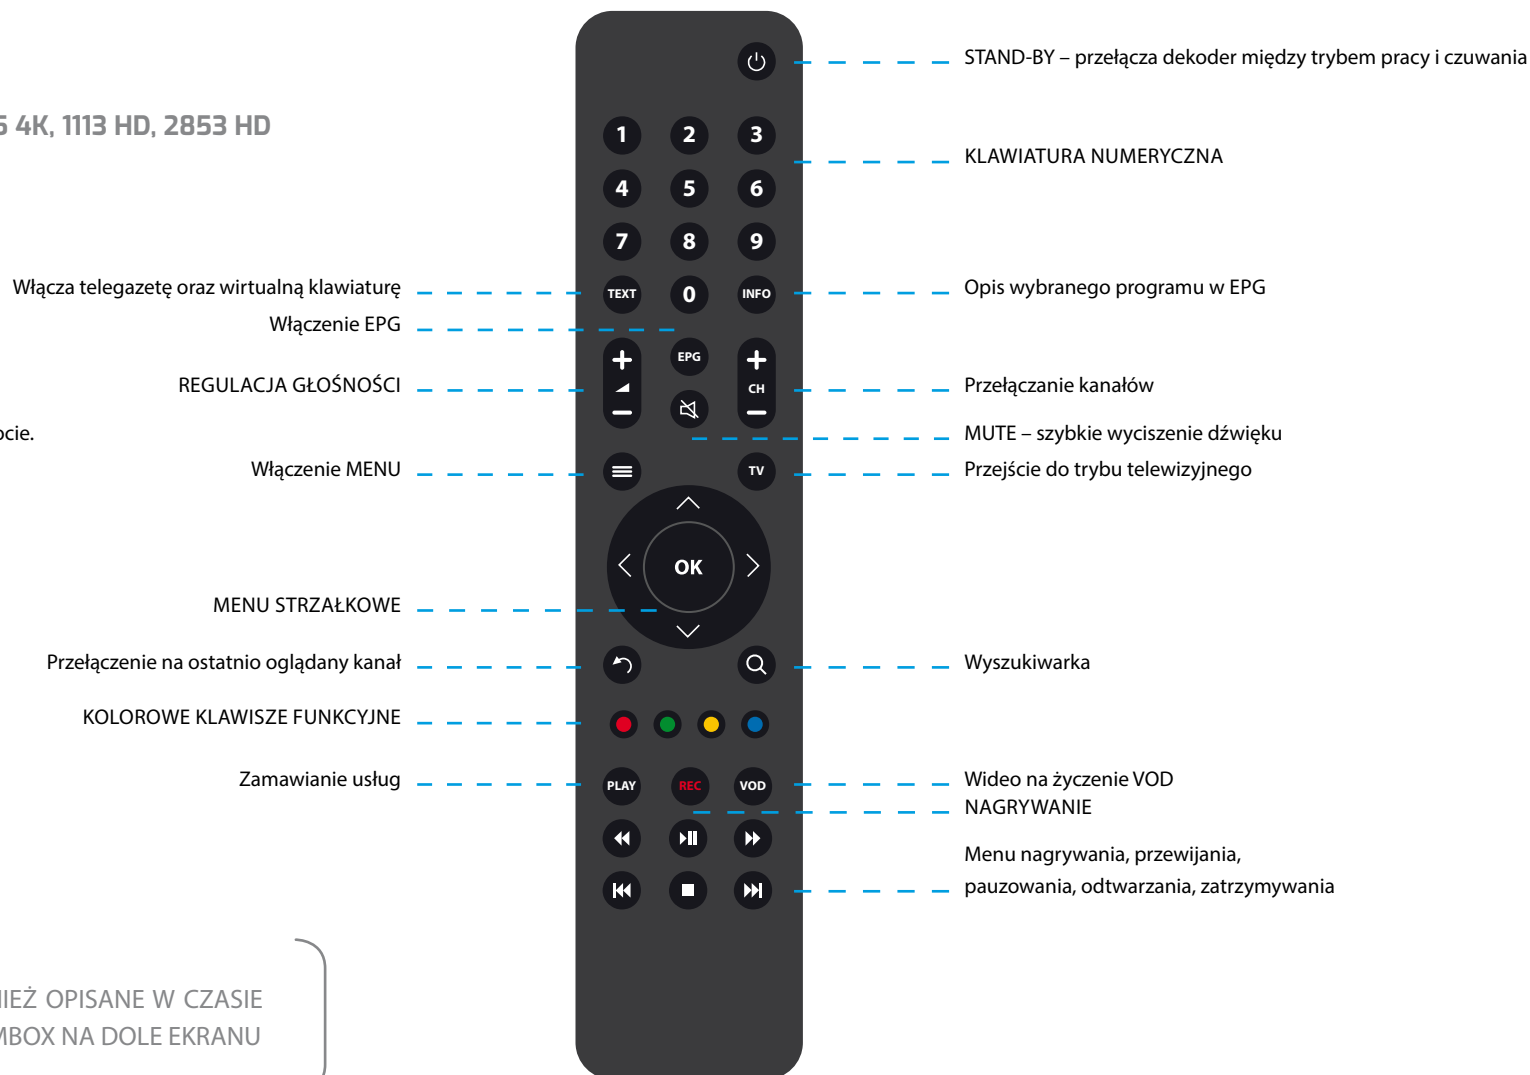 STAND-BY – przełącza dekoder między trybem pracy i czuwania
4K, 1113 HD, 2853 HD
1 2 3
KLAWIATURA NUMERYCZNA
4 5 6
7 8 9
Włącza telegazetę oraz wirtualną klawiaturę
TEXT 0 INFO
Opis wybranego programu w EPG
Włączenie EPG
EPG
REGULACJA GŁOŚNOŚCI
CH
Przełączanie kanałów
MUTE – szybkie wyciszenie dźwięku
Włączenie MENU
TV
Przejście do trybu telewizyjnego
OK
MENU STRZAŁKOWE
Przełączenie na ostatnio oglądany kanał
Wyszukiwarka
KOLOROWE KLAWISZE FUNKCYJNE
Zamawianie usług
PLAY REC VOD
Wideo na życzenie VOD
NAGRYWANIE
Menu nagrywania, przewijania,
pauzowania, odtwarzania, zatrzymywania
OPISANE W CZASIE
NA DOLE EKRANU